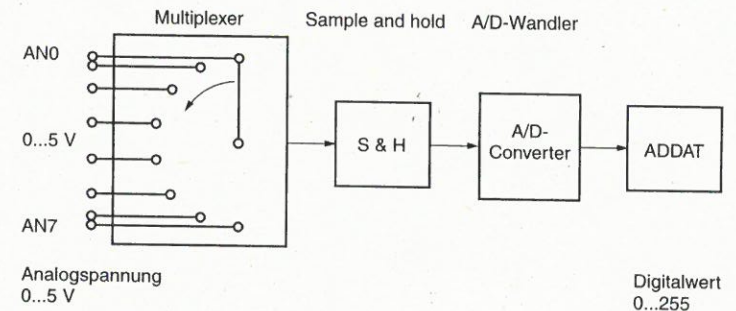 Multiplexer
Sample and hold
A/D-Wandler
AN0
0...5 V
AN7
S & H
A/D-
Converter
ADDAT
Analogspannung
0...5 V
Digitalwert
0...255